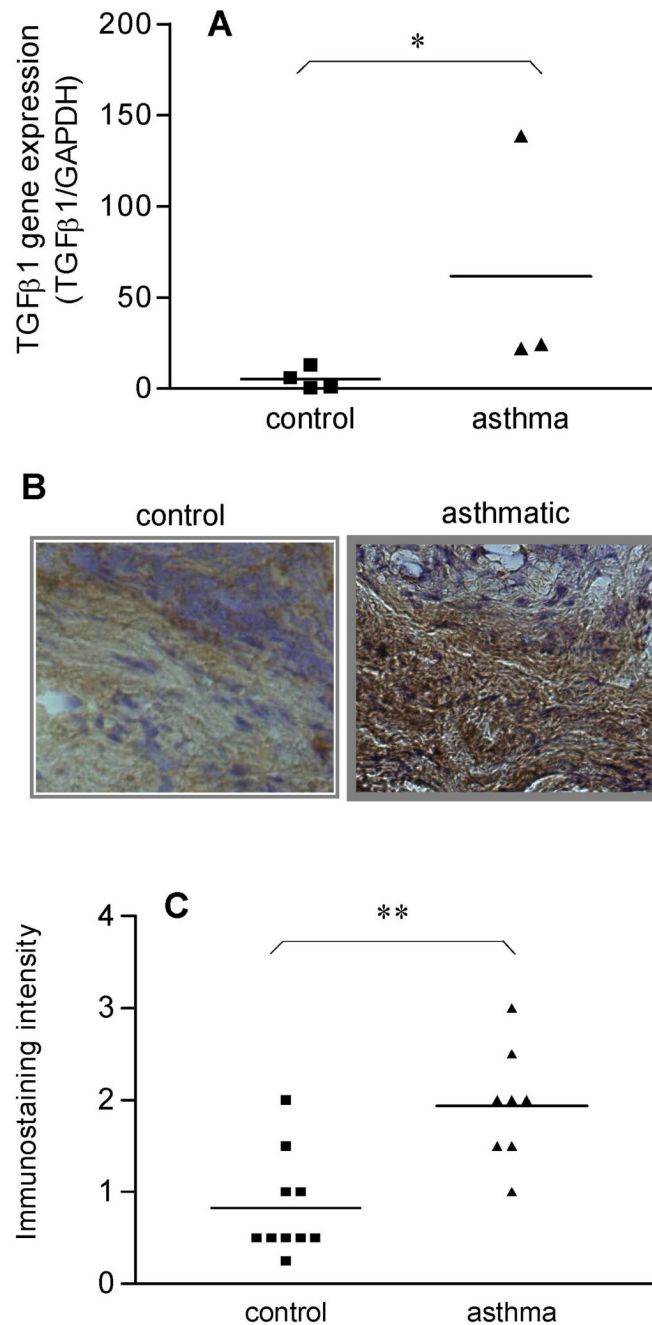 A
*
TGFβ1 gene expression
(TGFβ1/GAPDH)
200
150
100
50
0
control
asthma
B
control
asthmatic
C
**
Immunostaining intensity
4
3
2
1
0
control
asthma